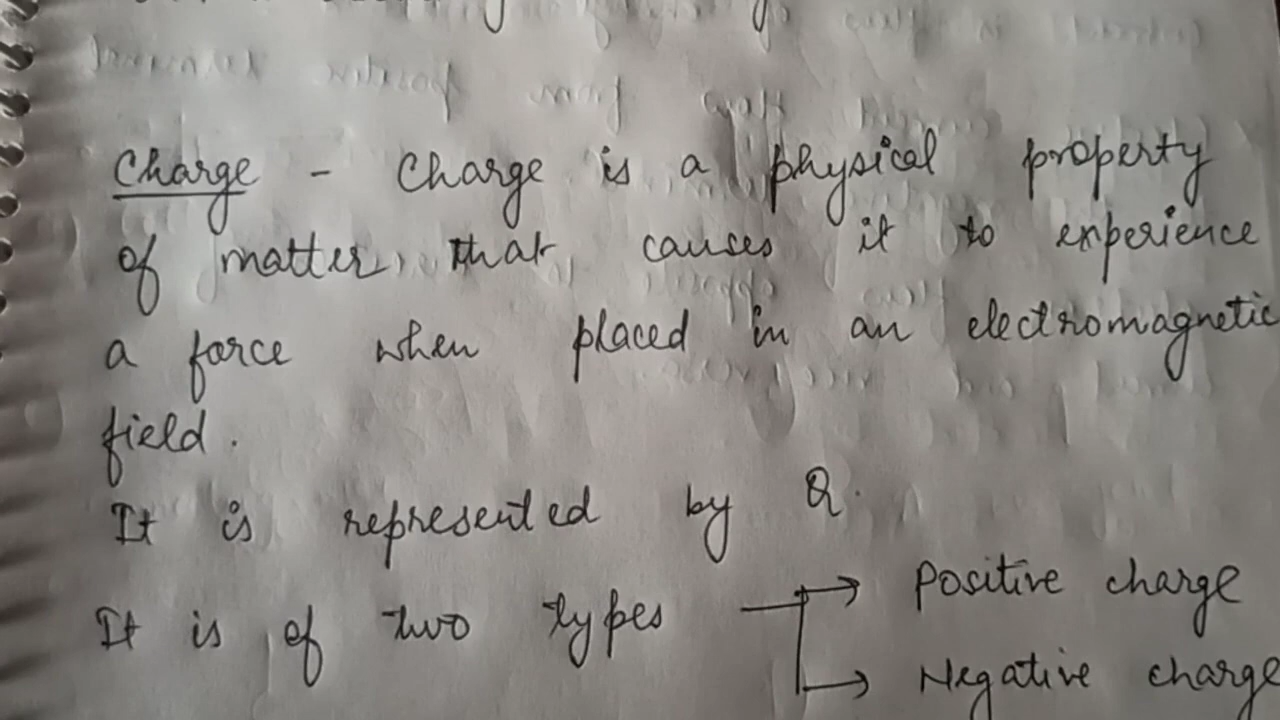 Charge - Charge is a physical property
of matter, that causes it to experience
a force when placed in an electromagnetic
field.
It is represented by Q.
It is of two types → Positive charge
→ Negative charge